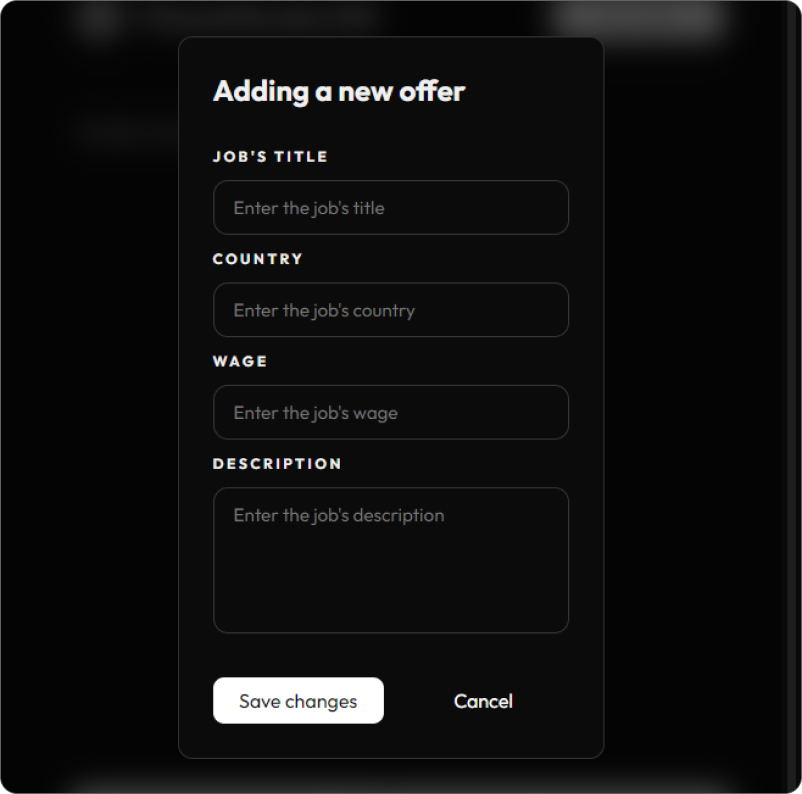 Adding a new offer
JOB'S TITLE
Enter the job's title
COUNTRY
Enter the job's country
WAGE
Enter the job's wage
DESCRIPTION
Enter the job's description
Save changes
Cancel